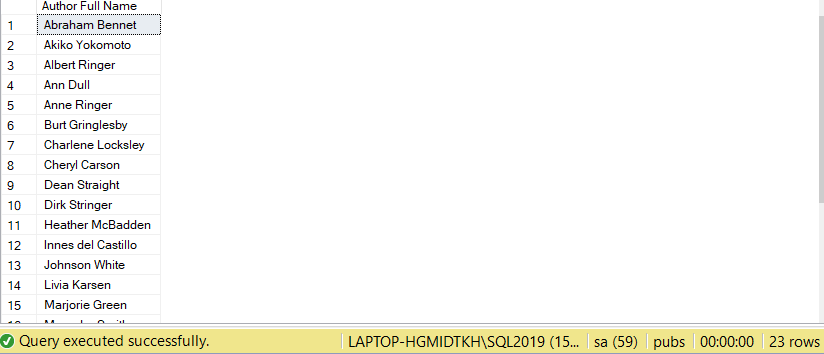 Author Full Name
1 Abraham Bennet
2 Akiko Yokomoto
3 Albert Ringer
4 Ann Dull
5 Anne Ringer
6 Burt Gringlesby
7 Charlene Locksley
8 Cheryl Carson
9 Dean Straight
10 Dirk Stringer
11 Heather McBadden
12 Innes del Castillo
13 Johnson White
14 Livia Karsen
15 Marjorie Green
Query executed successfully. LAPTOP-HGMIDTKH\SQL2019 (15... sa (59) pubs 00:00:00 23 rows